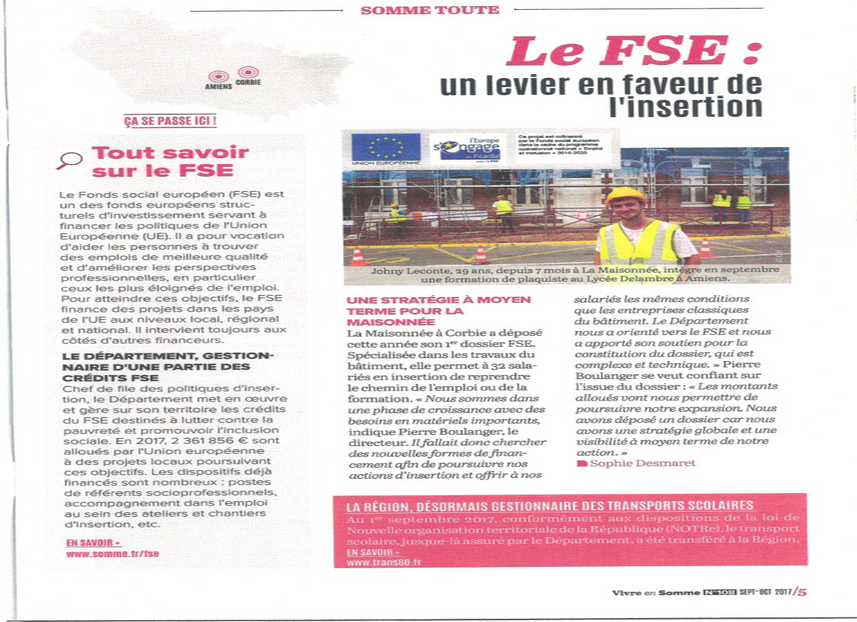 SOMME TOUTE
AMIENS
CORBIE
Le FSE :
un levier en faveur de
l'insertion
ÇA SE PASSE ICI !
Tout savoir
sur le FSE
Le Fonds social européen (FSE) est
un des fonds européens struc-
turels d'investissement servant à
financer les politiques de l'Union
Européenne (UE). Il a pour vocation
d'aider les personnes à trouver
des emplois de meilleure qualité
et d'améliorer les perspectives
professionnelles, en particulier
ceux les plus éloignés de l'emploi.
Pour atteindre ces objectifs, le FSE
finance des projets dans les pays
de l'UE aux niveaux local, régional
et national. Il intervient toujours aux
côtés d'autres financeurs.
LE DÉPARTEMENT, GESTION-
NAIRE D'UNE PARTIE DES
CRÉDITS FSE
Chef de file des politiques d'inser-
tion, le Département met en œuvre
et gère sur son territoire les crédits
du FSE destinés à lutter contre la
pauvreté et promouvoir l'inclusion
sociale. En 2017, 2 361 856 € sont
alloués par l'Union européenne
à des projets locaux poursuivant
ces objectifs. Les dispositifs déjà
financés sont nombreux : postes
de référents socioprofessionnels,
accompagnement dans l'emploi
au sein des ateliers et chantiers
d'insertion, etc.
EN SAVOIR +
www.somme.fr/fse
UNION EUROPÉENNE
l'Europe
s'engage
en Picardie
Ce projet est cofinancé
par le Fonds social européen
dans le cadre du programme
opérationnel national « Emploi
et Inclusion » 2014-2020
Johny Leconte, 29 ans, depuis 7 mois à La Maisonnée, intègre en septembre
une formation de plaquiste au Lycée Delambre à Amiens.
UNE STRATÉGIE À MOYEN
TERME POUR LA
MAISONNÉE
La Maisonnée à Corbie a déposé
cette année son 1er dossier FSE.
Spécialisée dans les travaux du
bâtiment, elle permet à 32 sala-
riés en insertion de reprendre
le chemin de l'emploi ou de la
formation. « Nous sommes dans
une phase de croissance avec des
besoins en matériels importants,
indique Pierre Boulanger, le
directeur. Il fallait donc chercher
des nouvelles formes de finan-
cement afin de poursuivre nos
actions d'insertion et offrir à nos
salariés les mêmes conditions
que les entreprises classiques
du bâtiment. Le Département
nous a orienté vers le FSE et nous
a apporté son soutien pour la
constitution du dossier, qui est
complexe et technique. » Pierre
Boulanger se veut confiant sur
l'issue du dossier : « Les montants
alloués vont nous permettre de
poursuivre notre expansion. Nous
avons déposé un dossier car nous
avons une stratégie globale et une
visibilité à moyen terme de notre
action. »
Sophie Desmaret
LA RÉGION, DÉSORMAIS GESTIONNAIRE DES TRANSPORTS SCOLAIRES
Au 1er septembre 2017, conformément aux dispositions de la loi de
Nouvelle organisation territoriale de la République (NOTRe), le transport
scolaire, jusque-là assuré par le Département, a été transféré à la Région.
EN SAVOIR +
www.trans80.fr
Vivre en Somme N°108 SEPT-OCT 2017/5